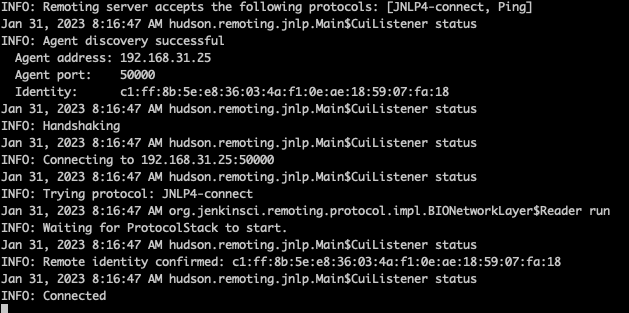 INFO: Remoting server accepts the following protocols: [JNLP4-connect, Ping]
Jan 31, 2023 8:16:47 AM hudson.remoting.jnlp.Main$CuiListener status
INFO: Agent discovery successful
  Agent address: 192.168.31.25
  Agent port:    50000
  Identity:      c1:ff:8b:5e:e8:36:03:4a:f1:0e:ae:18:59:07:fa:18
Jan 31, 2023 8:16:47 AM hudson.remoting.jnlp.Main$CuiListener status
INFO: Handshaking
Jan 31, 2023 8:16:47 AM hudson.remoting.jnlp.Main$CuiListener status
INFO: Connecting to 192.168.31.25:50000
Jan 31, 2023 8:16:47 AM hudson.remoting.jnlp.Main$CuiListener status
INFO: Trying protocol: JNLP4-connect
Jan 31, 2023 8:16:47 AM org.jenkinsci.remoting.protocol.impl.BIONetworkLayer$Reader run
INFO: Waiting for ProtocolStack to start.
Jan 31, 2023 8:16:47 AM hudson.remoting.jnlp.Main$CuiListener status
INFO: Remote identity confirmed: c1:ff:8b:5e:e8:36:03:4a:f1:0e:ae:18:59:07:fa:18
Jan 31, 2023 8:16:47 AM hudson.remoting.jnlp.Main$CuiListener status
INFO: Connected